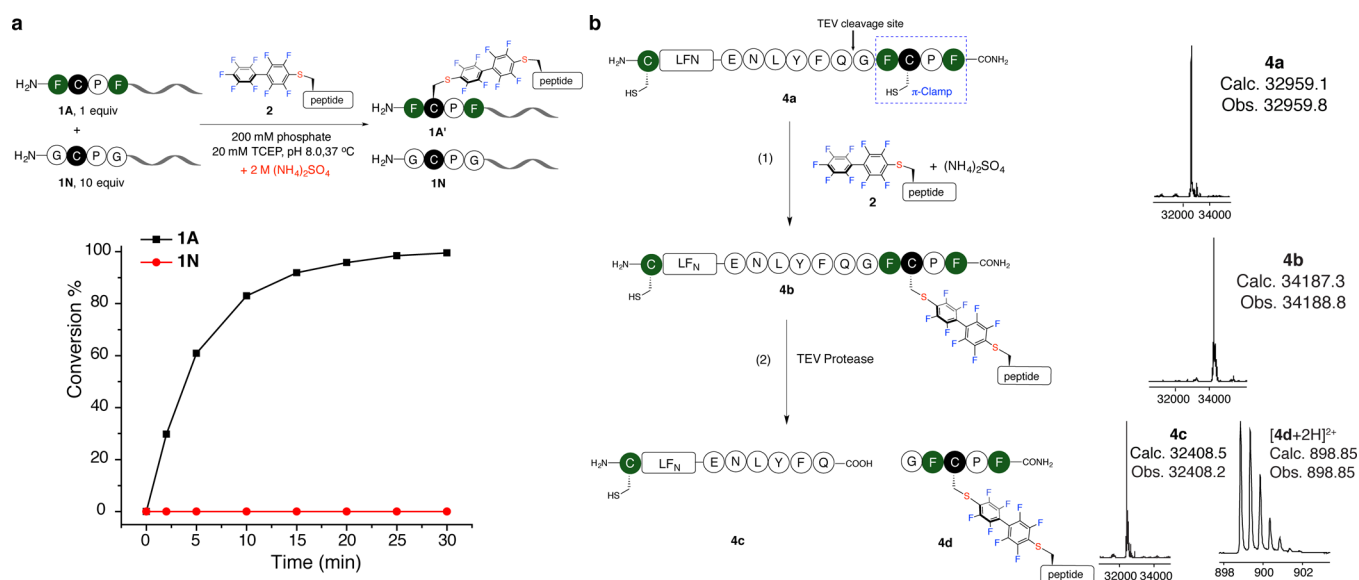 a
F F F F
F F
F F F
S
peptide
H₂N F C P F
1A, 1 equiv
+
H₂N G C P G
1N, 10 equiv
2
200 mM phosphate
20 mM TCEP, pH 8.0,37 ºC
+ 2 M (NH₄)₂SO₄
F F F F
S S
F F F F
peptide
H₂N F C P F
1A'
H₂N G C P G
1N
1A
1N
Conversion %
100
80
60
40
20
0
0 5 10 15 20 25 30
Time (min)
b
TEV cleavage site
H₂N C LFN E N L Y F Q G F C P F CONH₂
HS HS π-Clamp
4a
(1)
F F F F
F S
F F F F
peptide
2
+ (NH₄)₂SO₄
H₂N C LF_N E N L Y F Q G F C P F CONH₂
HS
4b
S F F F F
F F F F S
peptide
(2) TEV Protease
H₂N C LF_N E N L Y F Q COOH
HS
4c
G F C P F CONH₂
S F F F F
F F F F S
peptide
4d
4a
Calc. 32959.1
Obs. 32959.8
32000 34000
4b
Calc. 34187.3
Obs. 34188.8
32000 34000
4c
Calc. 32408.5
Obs. 32408.2
32000 34000
[4d+2H]²⁺
Calc. 898.85
Obs. 898.85
898 900 902